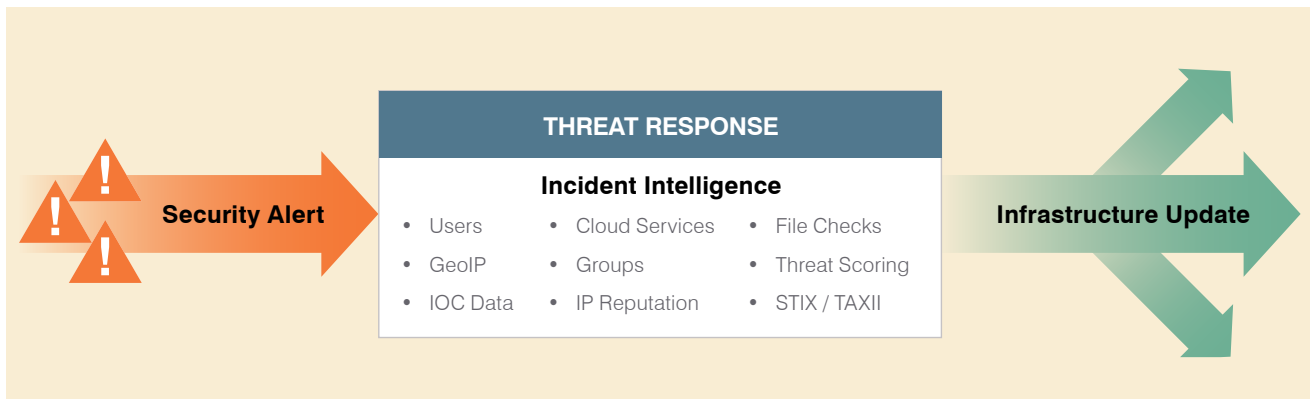 !
!
!
Security Alert
THREAT RESPONSE
Incident Intelligence
• Users
• GeoIP
• IOC Data
• Cloud Services
• Groups
• IP Reputation
• File Checks
• Threat Scoring
• STIX / TAXII
Infrastructure Update